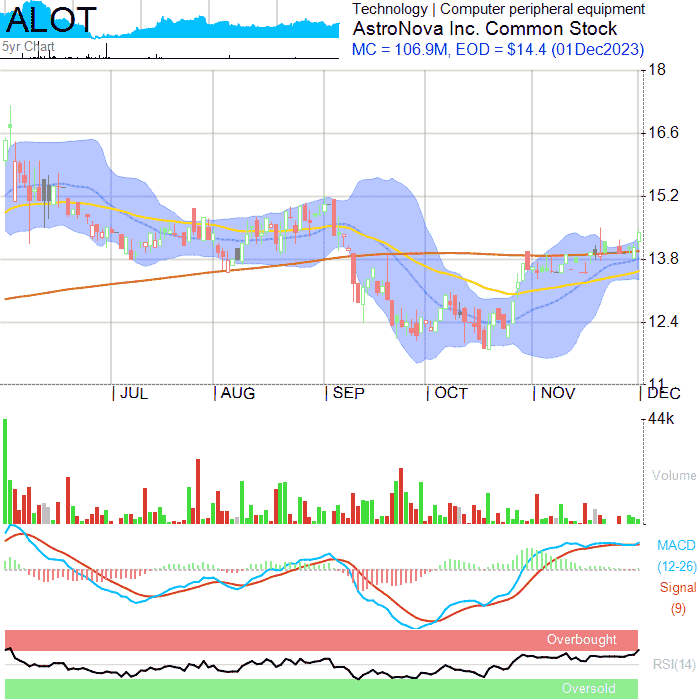 ALOT
5yr Chart
Technology | Computer peripheral equipment
AstroNova Inc. Common Stock
MC = 106.9M, EOD = $14.4 (01Dec2023)
18
16.6
15.2
13.8
12.4
11
JUL AUG SEP OCT NOV DEC
44k
Volume
MACD
(12-26)
Signal
(9)
Overbought
RSI(14)
Oversold